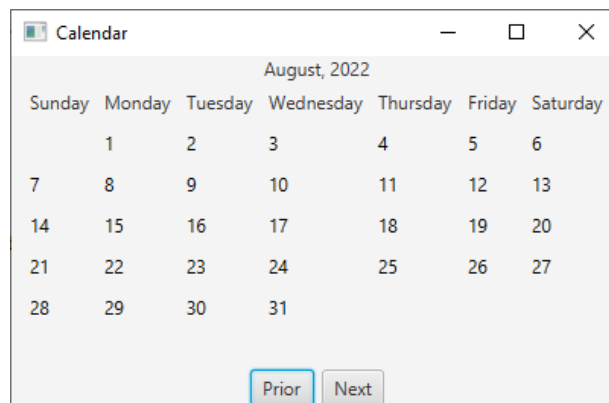 Calendar
August, 2022
Sunday Monday Tuesday Wednesday Thursday Friday Saturday
1 2 3 4 5 6
7 8 9 10 11 12 13
14 15 16 17 18 19 20
21 22 23 24 25 26 27
28 29 30 31
Prior Next